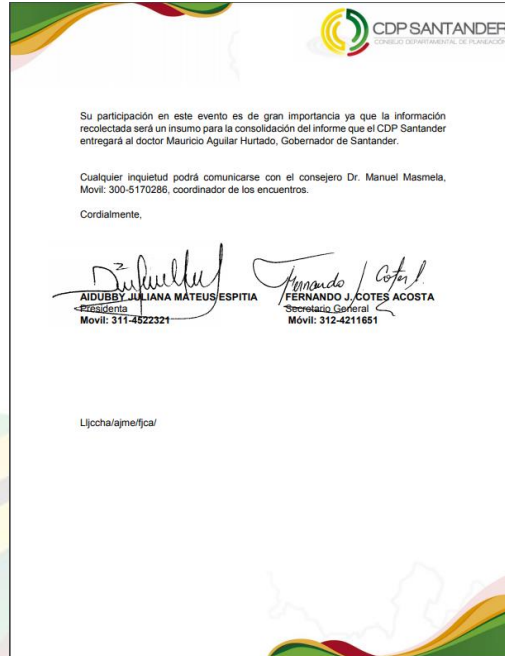 CDP SANTANDER
CONSEJO DEPARTAMENTAL DE PLANEACIÓN
Su participación en este evento es de gran importancia ya que la información
recolectada será un insumo para la consolidación del informe que el CDP Santander
entregará al doctor Mauricio Aguilar Hurtado, Gobernador de Santander.
Cualquier inquietud podrá comunicarse con el consejero Dr. Manuel Masmela,
Movil: 300-5170286, coordinador de los encuentros.
Cordialmente,
Fernando J Cotes A.
AIDUBBY JULIANA MATEUS ESPITIA FERNANDO J. COTES ACOSTA
Presidenta Secretario General
Movil: 311-4522321 Móvil: 312-4211651
Lljccha/ajme/fjca/